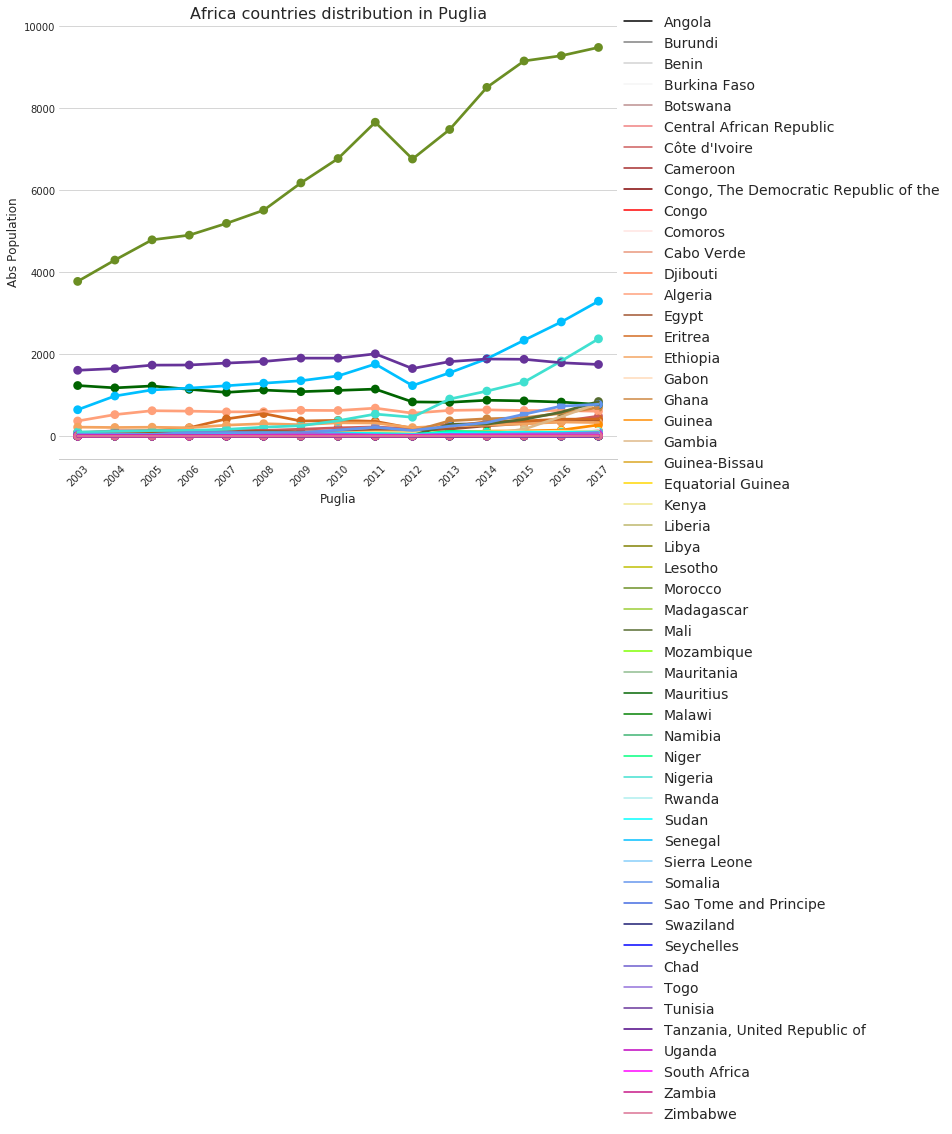 Africa countries distribution in Puglia
10000
8000
6000
4000
2000
0
Abs Population
2003 2004 2005 2006 2007 2008 2009 2010 2011 2012 2013 2014 2015 2016 2017
Puglia
Angola
Burundi
Benin
Burkina Faso
Botswana
Central African Republic
Côte d'Ivoire
Cameroon
Congo, The Democratic Republic of the
Congo
Comoros
Cabo Verde
Djibouti
Algeria
Egypt
Eritrea
Ethiopia
Gabon
Ghana
Guinea
Gambia
Guinea-Bissau
Equatorial Guinea
Kenya
Liberia
Libya
Lesotho
Morocco
Madagascar
Mali
Mozambique
Mauritania
Mauritius
Malawi
Namibia
Niger
Nigeria
Rwanda
Sudan
Senegal
Sierra Leone
Somalia
Sao Tome and Principe
Swaziland
Seychelles
Chad
Togo
Tunisia
Tanzania, United Republic of
Uganda
South Africa
Zambia
Zimbabwe